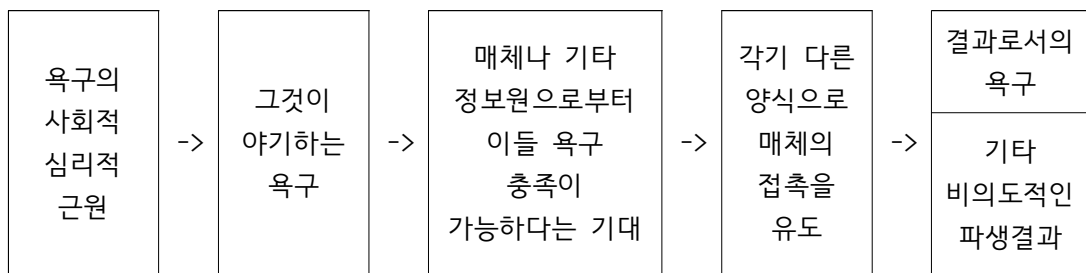 욕구의
사회적
심리적
근원
->
그것이
야기하는
욕구
->
매체나 기타
정보원으로부터
이들 욕구
충족이
가능하다는 기대
->
각기 다른
양식으로
매체의
접촉을
유도
->
결과로서의
욕구
기타
비의도적인
파생결과